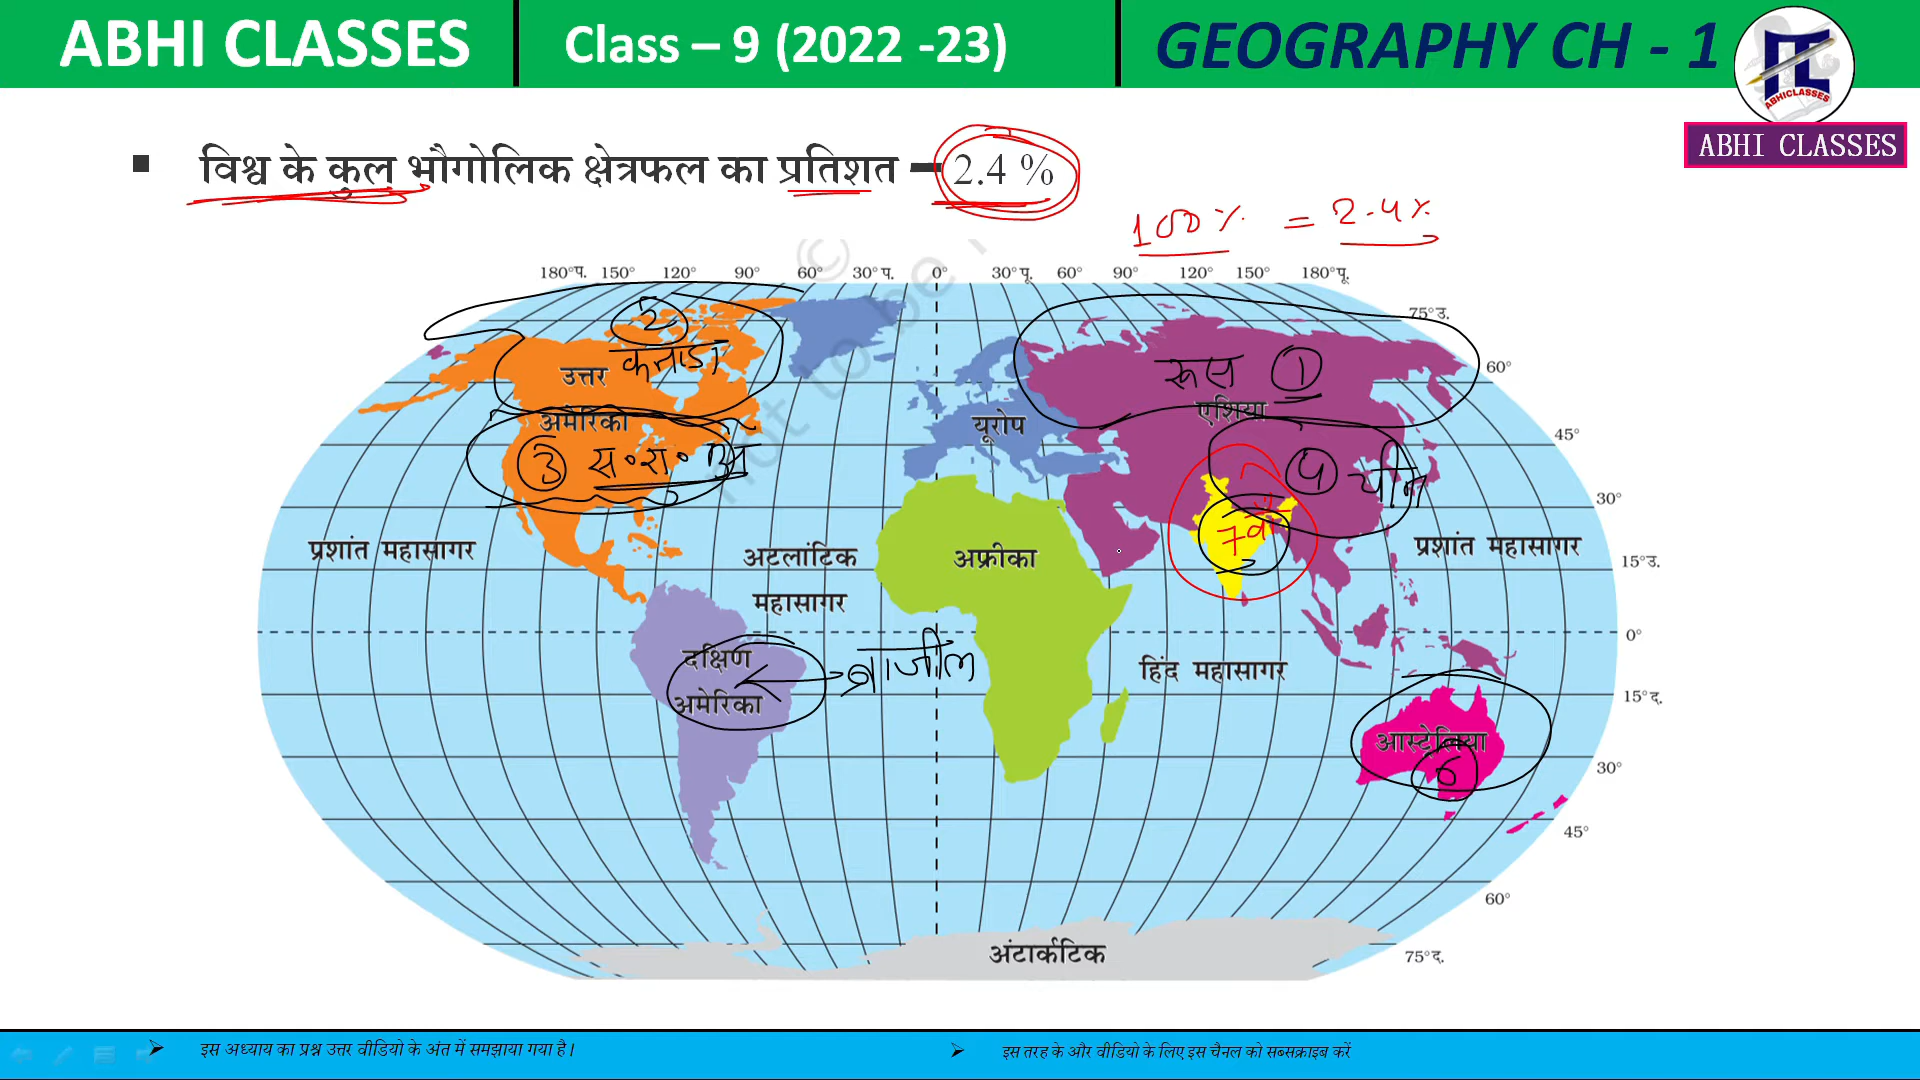 ABHI CLASSES
Class – 9 (2022 -23)
GEOGRAPHY CH - 1
ABHICLASSES
ABHI CLASSES
▪ विश्व के कुल भौगोलिक क्षेत्रफल का प्रतिशत – 2.4 %
100% = 2.4%
© not to be
180°प. 150° 120° 90° 60° 30°प. 0° 30°पू. 60° 90° 120° 150° 180°पू.
75°उ.
2
कनाडा
रूस 1
60°
उत्तर
अमेरिका
एशिया
यूरोप
45°
3 स.रा.अ
4 चीन
30°
7वाँ
प्रशांत महासागर
अटलांटिक
महासागर
अफ्रीका
प्रशांत महासागर
15°उ.
0°
दक्षिण
अमेरिका
ब्राजील
हिंद महासागर
15°द.
आस्ट्रेलिया
6
30°
45°
60°
अंटार्कटिक
75°द.
इस अध्याय का प्रश्न उत्तर वीडियो के अंत में समझाया गया है।
इस तरह के और वीडियो के लिए इस चैनल को सब्सक्राइब करें